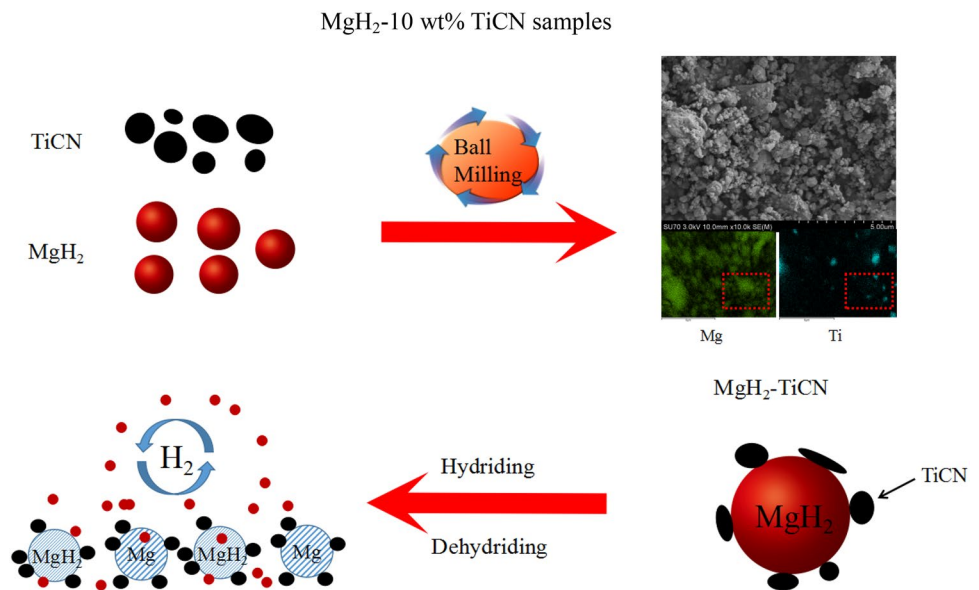 MgH₂-10 wt% TiCN samples
TiCN
Ball
Milling
MgH₂
SU70 3.0kV 10.0mm x10.0k SE(M)
5.00um
Mg
Ti
MgH₂-TiCN
H₂
Hydriding
TiCN
MgH₂
Dehydriding
MgH₂
Mg
MgH₂
Mg